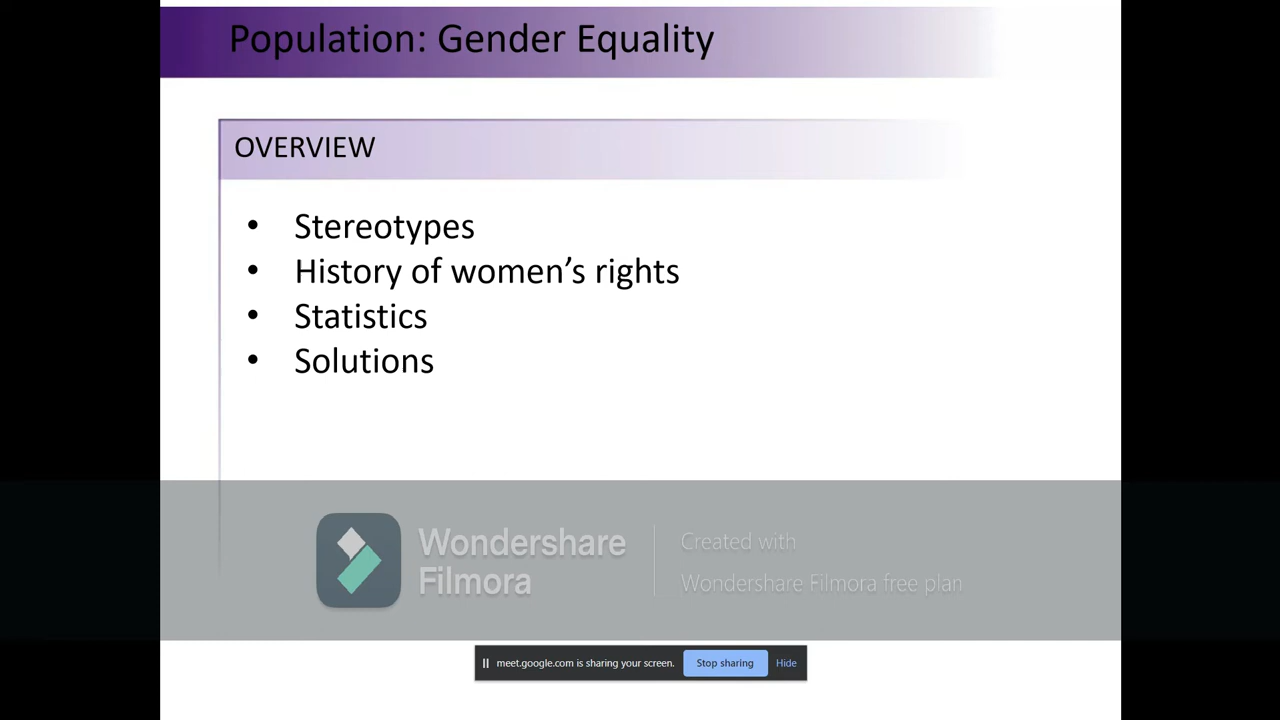 Population: Gender Equality
OVERVIEW
• Stereotypes
• History of women’s rights
• Statistics
• Solutions
Wondershare
Filmora
Created with
Wondershare Filmora free plan
meet.google.com is sharing your screen.
Stop sharing
Hide